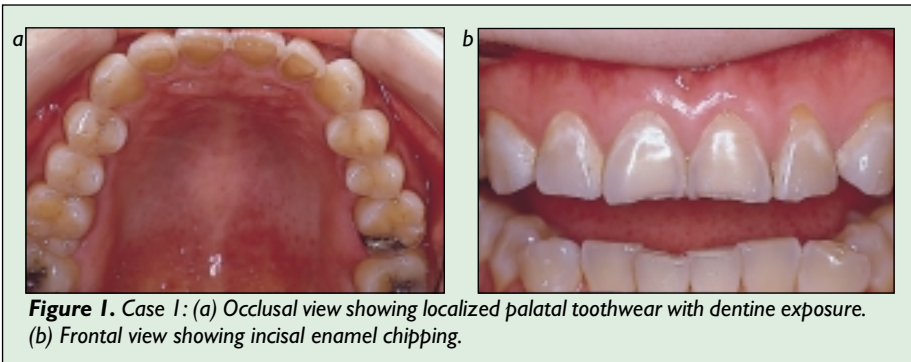 a
b
Figure 1. Case 1: (a) Occlusal view showing localized palatal toothwear with dentine exposure.
(b) Frontal view showing incisal enamel chipping.